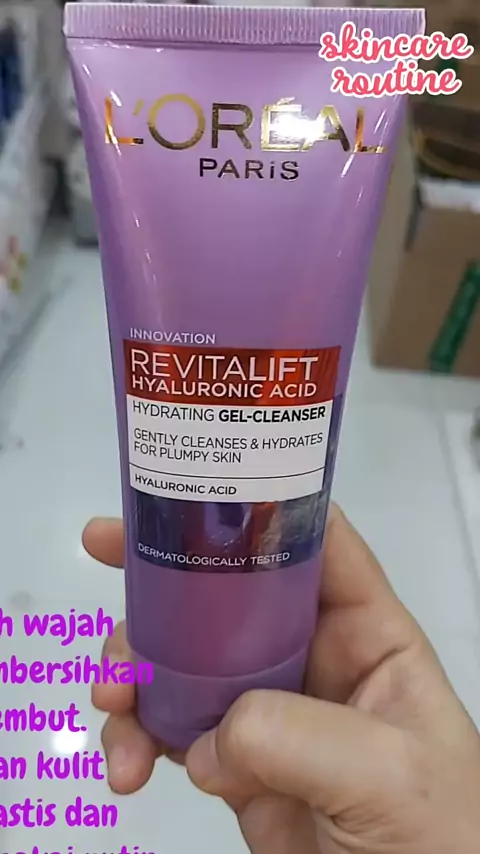 skincare
routine
L'ORÉAL
PARIS
INNOVATION
REVITALIFT
HYALURONIC ACID
HYDRATING GEL-CLEANSER
GENTLY CLEANSES & HYDRATES
FOR PLUMPY SKIN
HYALURONIC ACID
DERMATOLOGICALLY TESTED
h wajah
mbersihkan
embut.
an kulit
astis dan